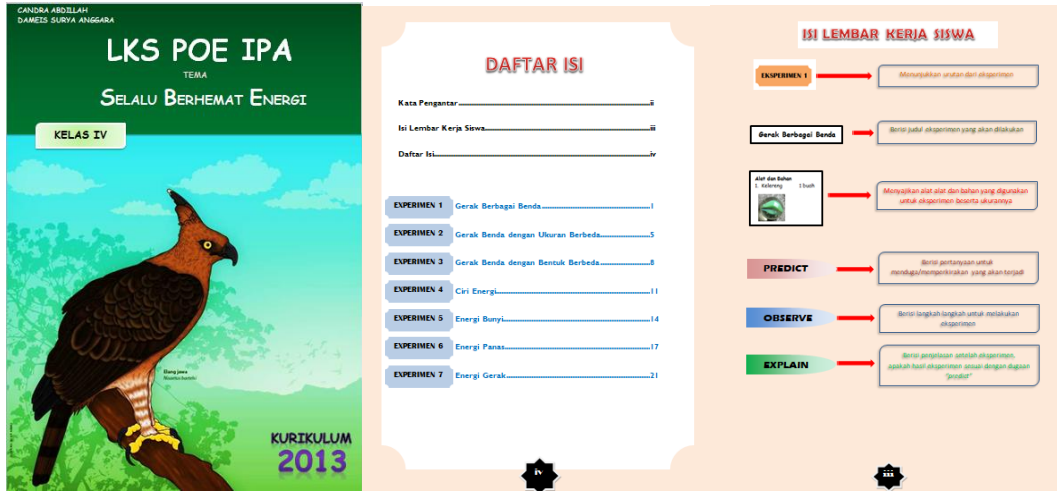 CANDRA ABDILLAH
DAMEIS SURYA ANGGARA
LKS POE IPA
TEMA
SELALU BERHEMAT ENERGI
KELAS IV
Elang jawa
KURIKULUM
2013
DAFTAR ISI
Kata Pengantar ii
Isi Lembar Kerja Siswa iii
Daftar Isi iv
EXPERIMEN 1 Gerak Berbagai Benda 1
EXPERIMEN 2 Gerak Benda dengan Ukuran Berbeda 5
EXPERIMEN 3 Gerak Benda dengan Bentuk Berbeda 8
EXPERIMEN 4 Ciri Energi 11
EXPERIMEN 5 Energi Bunyi 14
EXPERIMEN 6 Energi Panas 17
EXPERIMEN 7 Energi Gerak 21
iv
ISI LEMBAR KERJA SISWA
EKSPERIMEN 1
Menunjukkan urutan dari eksperimen
Gerak Berbagai Benda
Berisi judul eksperimen yang akan dilakukan
Alat dan Bahan
1. Kelereng 1 buah
Menyajikan alat alat dan bahan yang digunakan
untuk eksperimen beserta ukurannya
PREDICT
Berisi pertanyaan untuk
menduga/memperkirakan yang akan terjadi
OBSERVE
Berisi langkah langkah untuk melakukan
eksperimen
EXPLAIN
Berisi penjelasan setelah eksperimen,
apakah hasil eksperimen sesuai dengan dugaan
"predict"
iii